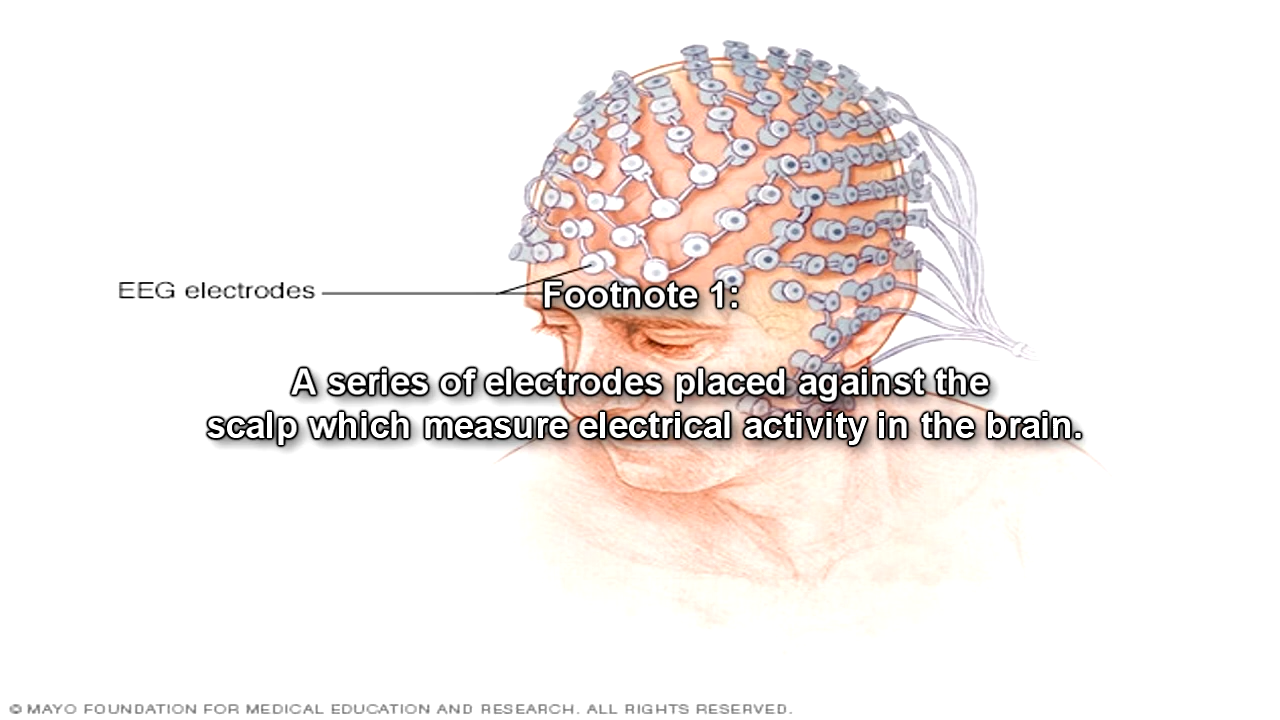 EEG electrodes
Footnote 1:
A series of electrodes placed against the
scalp which measure electrical activity in the brain.
© MAYO FOUNDATION FOR MEDICAL EDUCATION AND RESEARCH. ALL RIGHTS RESERVED.